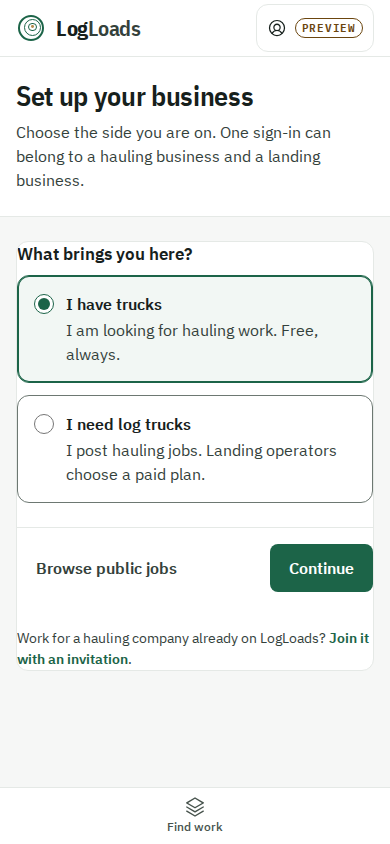 LogLoads
PREVIEW
Set up your business
Choose the side you are on. One sign-in can
belong to a hauling business and a landing
business.
What brings you here?
I have trucks
I am looking for hauling work. Free,
always.
I need log trucks
I post hauling jobs. Landing operators
choose a paid plan.
Browse public jobs
Continue
Work for a hauling company already on LogLoads? Join it
with an invitation.
Find work